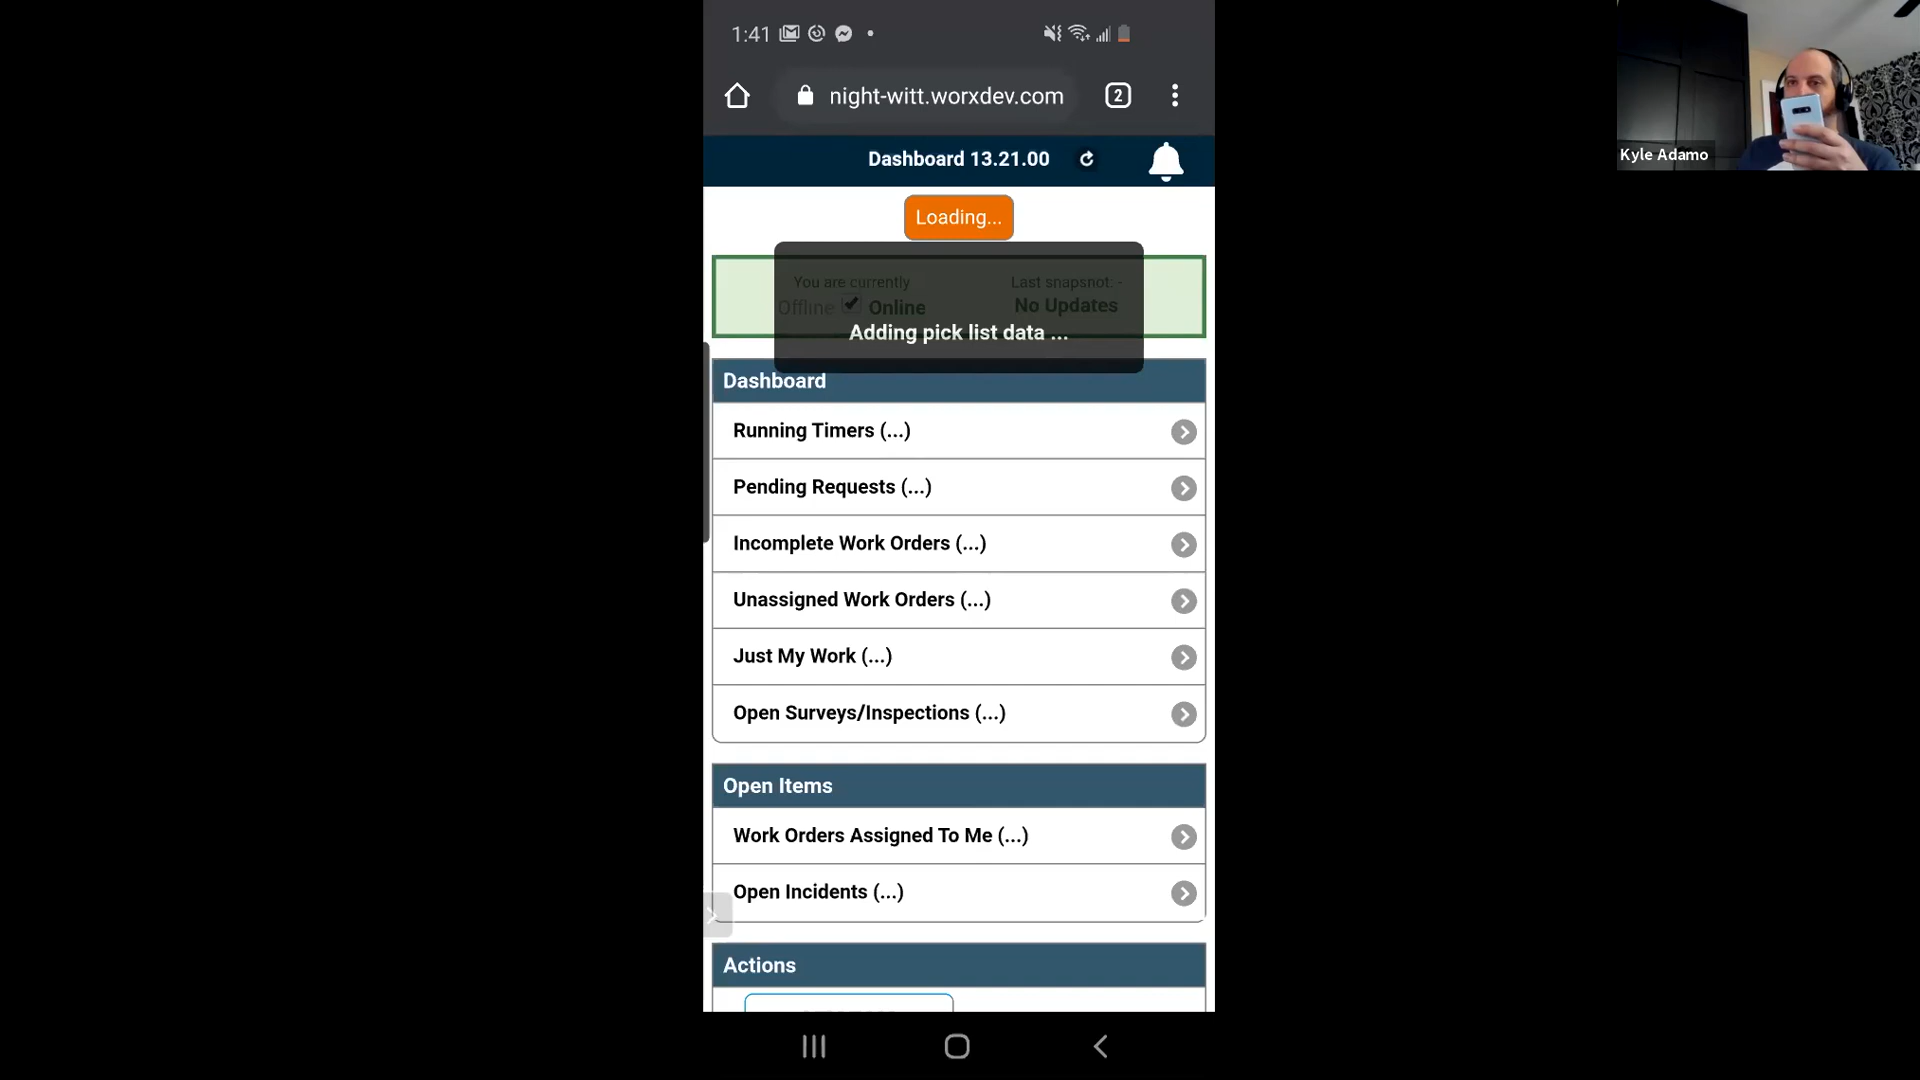 1:41
night-witt.worxdev.com
2
Dashboard 13.21.00
Loading...
You are currently
Offline Online
Last snapsnot: -
No Updates
Adding pick list data ...
Dashboard
Running Timers (...)
Pending Requests (...)
Incomplete Work Orders (...)
Unassigned Work Orders (...)
Just My Work (...)
Open Surveys/Inspections (...)
Open Items
Work Orders Assigned To Me (...)
Open Incidents (...)
Actions
Kyle Adamo